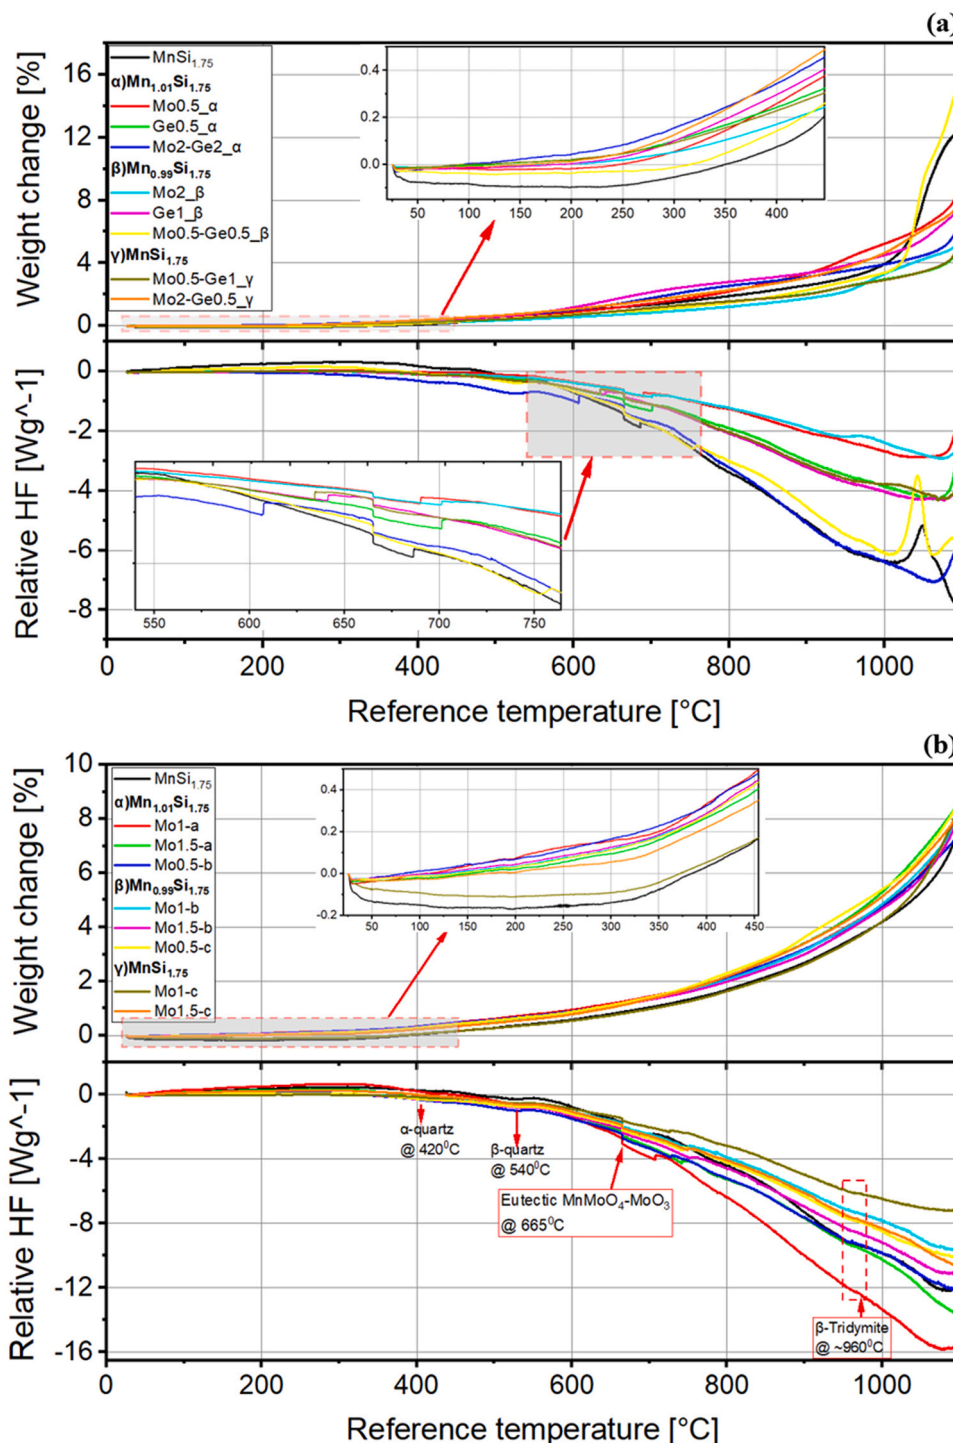 (a)
Weight change [%]
16
12
8
4
0
MnSi1.75
α)Mn1.01Si1.75
Mo0.5_α
Ge0.5_α
Mo2-Ge2_α
β)Mn0.99Si1.75
Mo2_β
Ge1_β
Mo0.5-Ge0.5_β
γ)MnSi1.75
Mo0.5-Ge1_γ
Mo2-Ge0.5_γ
0.4
0.2
0.0
50 100 150 200 250 300 350 400
Relative HF [Wg^-1]
0
-2
-4
-6
-8
550 600 650 700 750
0 200 400 600 800 1000
Reference temperature [°C]
(b)
Weight change [%]
10
8
6
4
2
0
MnSi1.75
α)Mn1.01Si1.75
Mo1-a
Mo1.5-a
Mo0.5-b
β)Mn0.99Si1.75
Mo1-b
Mo1.5-b
Mo0.5-c
γ)MnSi1.75
Mo1-c
Mo1.5-c
0.4
0.2
0.0
-0.2
50 100 150 200 250 300 350 400 450
Relative HF [Wg^-1]
0
-4
-8
-12
-16
α-quartz
@ 420⁰C
β-quartz
@ 540⁰C
Eutectic MnMoO4-MoO3
@ 665⁰C
β-Tridymite
@ ~960⁰C
0 200 400 600 800 1000
Reference temperature [°C]